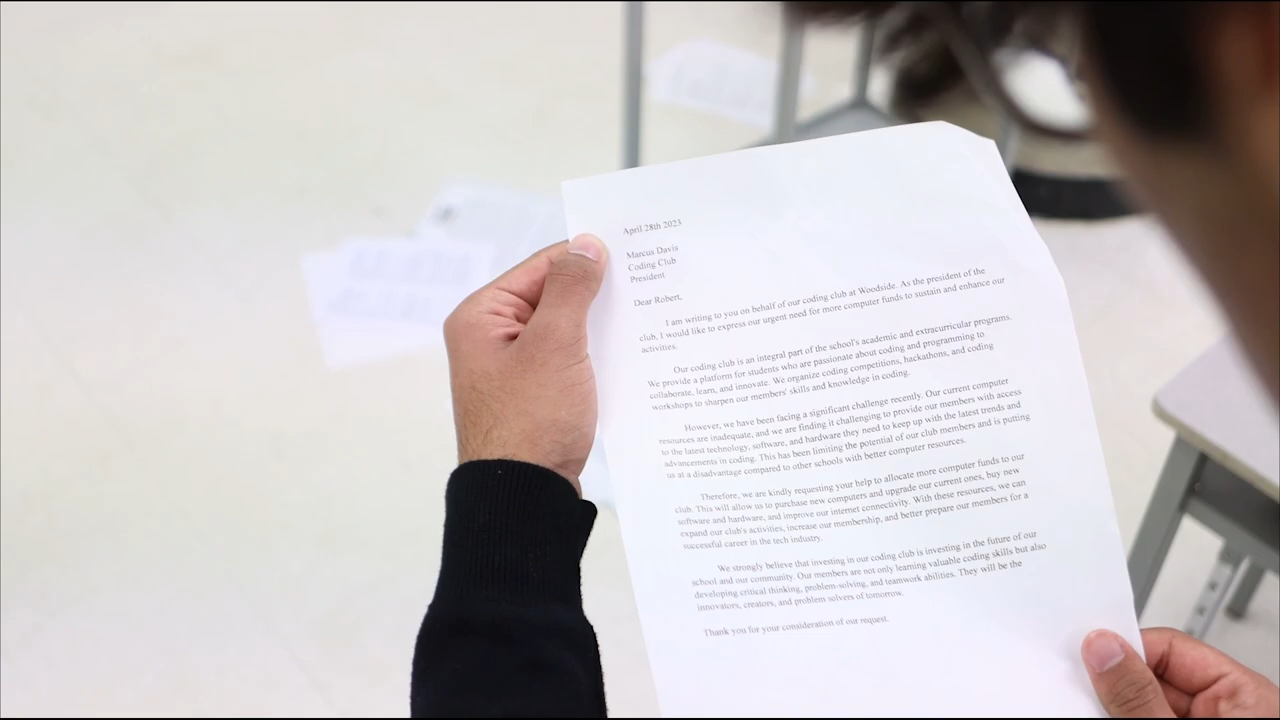 April 28th 2023
Marcus Davis
Coding Club
President
Dear Robert,
I am writing to you on behalf of our coding club at Woodside. As the president of the
club, I would like to express our urgent need for more computer funds to sustain and enhance our
activities.
Our coding club is an integral part of the school's academic and extracurricular programs.
We provide a platform for students who are passionate about coding and programming to
collaborate, learn, and innovate. We organize coding competitions, hackathons, and coding
workshops to sharpen our members' skills and knowledge in coding.
However, we have been facing a significant challenge recently. Our current computer
resources are inadequate, and we are finding it challenging to provide our members with access
to the latest technology, software, and hardware they need to keep up with the latest trends and
advancements in coding. This has been limiting the potential of our club members and is putting
us at a disadvantage compared to other schools with better computer resources.
Therefore, we are kindly requesting your help to allocate more computer funds to our
club. This will allow us to purchase new computers and upgrade our current ones, buy new
software and hardware, and improve our internet connectivity. With these resources, we can
expand our club's activities, increase our membership, and better prepare our members for a
successful career in the tech industry.
We strongly believe that investing in our coding club is investing in the future of our
school and our community. Our members are not only learning valuable coding skills but also
developing critical thinking, problem-solving, and teamwork abilities. They will be the
innovators, creators, and problem solvers of tomorrow.
Thank you for your consideration of our request.